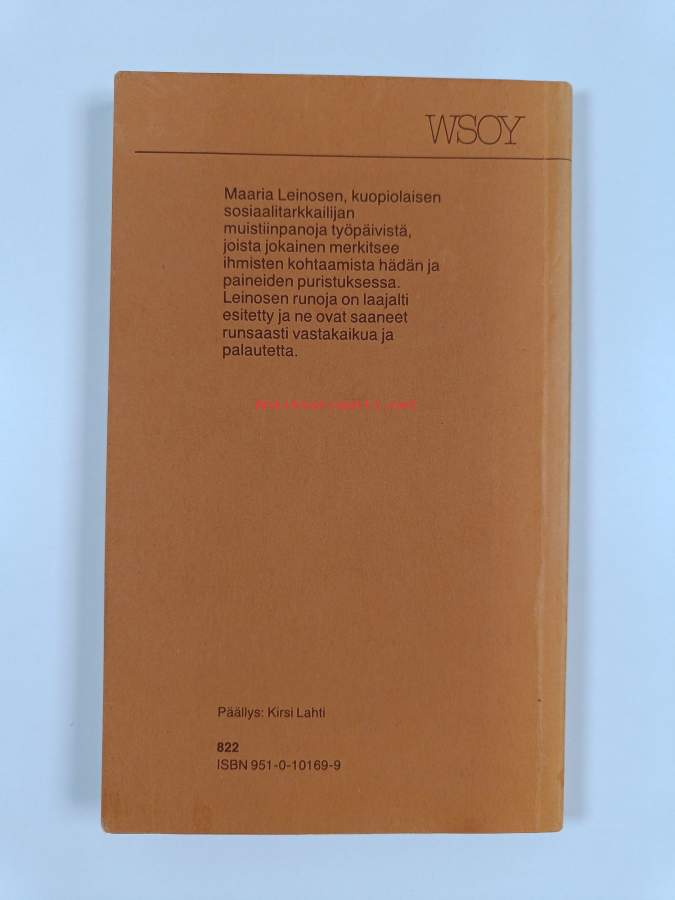 WSOY
Maaria Leinosen, kuopiolaisen
sosiaalitarkkailijan
muistiinpanoja työpäivistä,
joista jokainen merkitsee
ihmisten kohtaamista hädän ja
paineiden puristuksessa.
Leinosen runoja on laajalti
esitetty ja ne ovat saaneet
runsaasti vastakaikua ja
palautetta.
Päällys: Kirsi Lahti
822
ISBN 951-0-10169-9